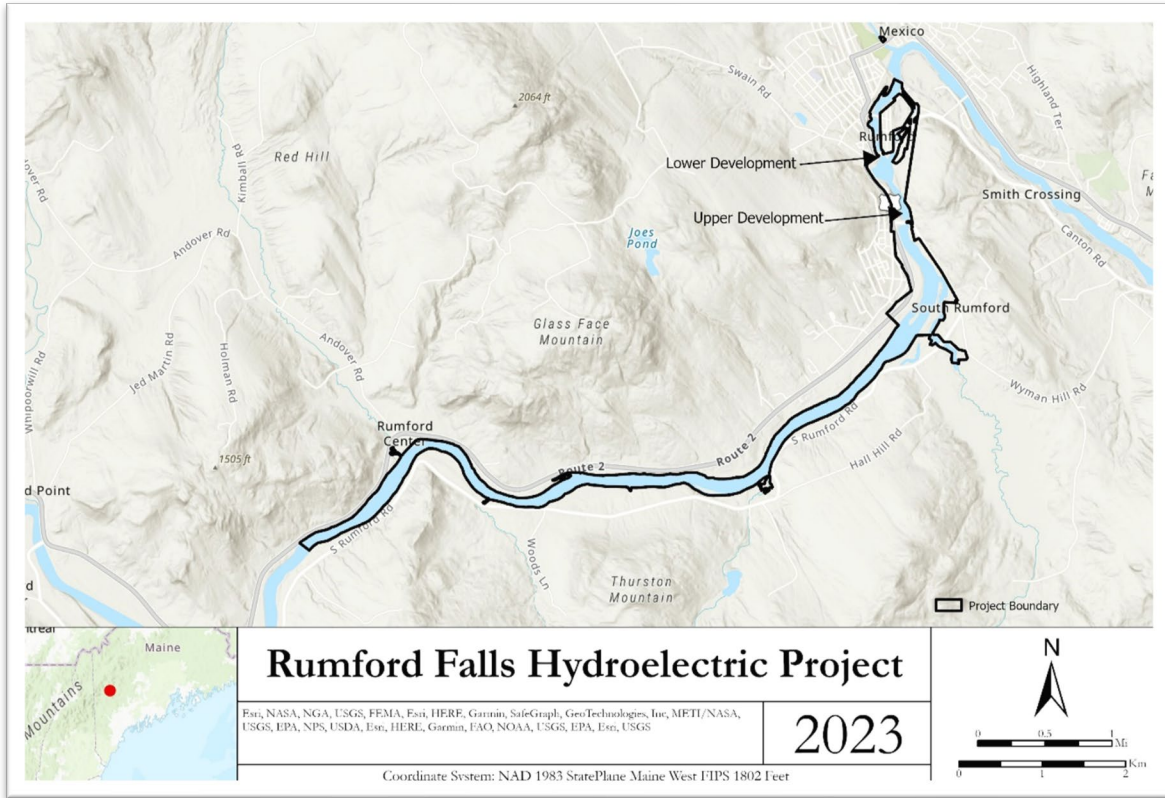 Mexico
Swain Rd
Highland Ter
2064 ft
Kimball Rd
Red Hill
Lower Development
Smith Crossing
Upper Development
Andover Rd
Joes
Pond
Canton Rd
South Rumford
Glass Face
Mountain
Andover Rd
Jed Martin Rd
Holman Rd
Whipoorwill Rd
Wyman Hill Rd
S Rumford Rd
Rumford
Center
Route 2
Hall Hill Rd
1505 ft
Route 2
d Point
S Rumford Rd
Woods Ln
Thurston
Mountain
Project Boundary
Maine
Mountains
Rumford Falls Hydroelectric Project
N
Esri, NASA, NGA, USGS, FEMA, Esri, HERE, Garmin, SafeGraph, GeoTechnologies, Inc, METI/NASA,
USGS, EPA, NPS, USDA, Esri, HERE, Garmin, FAO, NOAA, USGS, EPA, Esri, USGS
2023
0 0.5 1
Mi
Km
0 1 2
Coordinate System: NAD 1983 StatePlane Maine West FIPS 1802 Feet